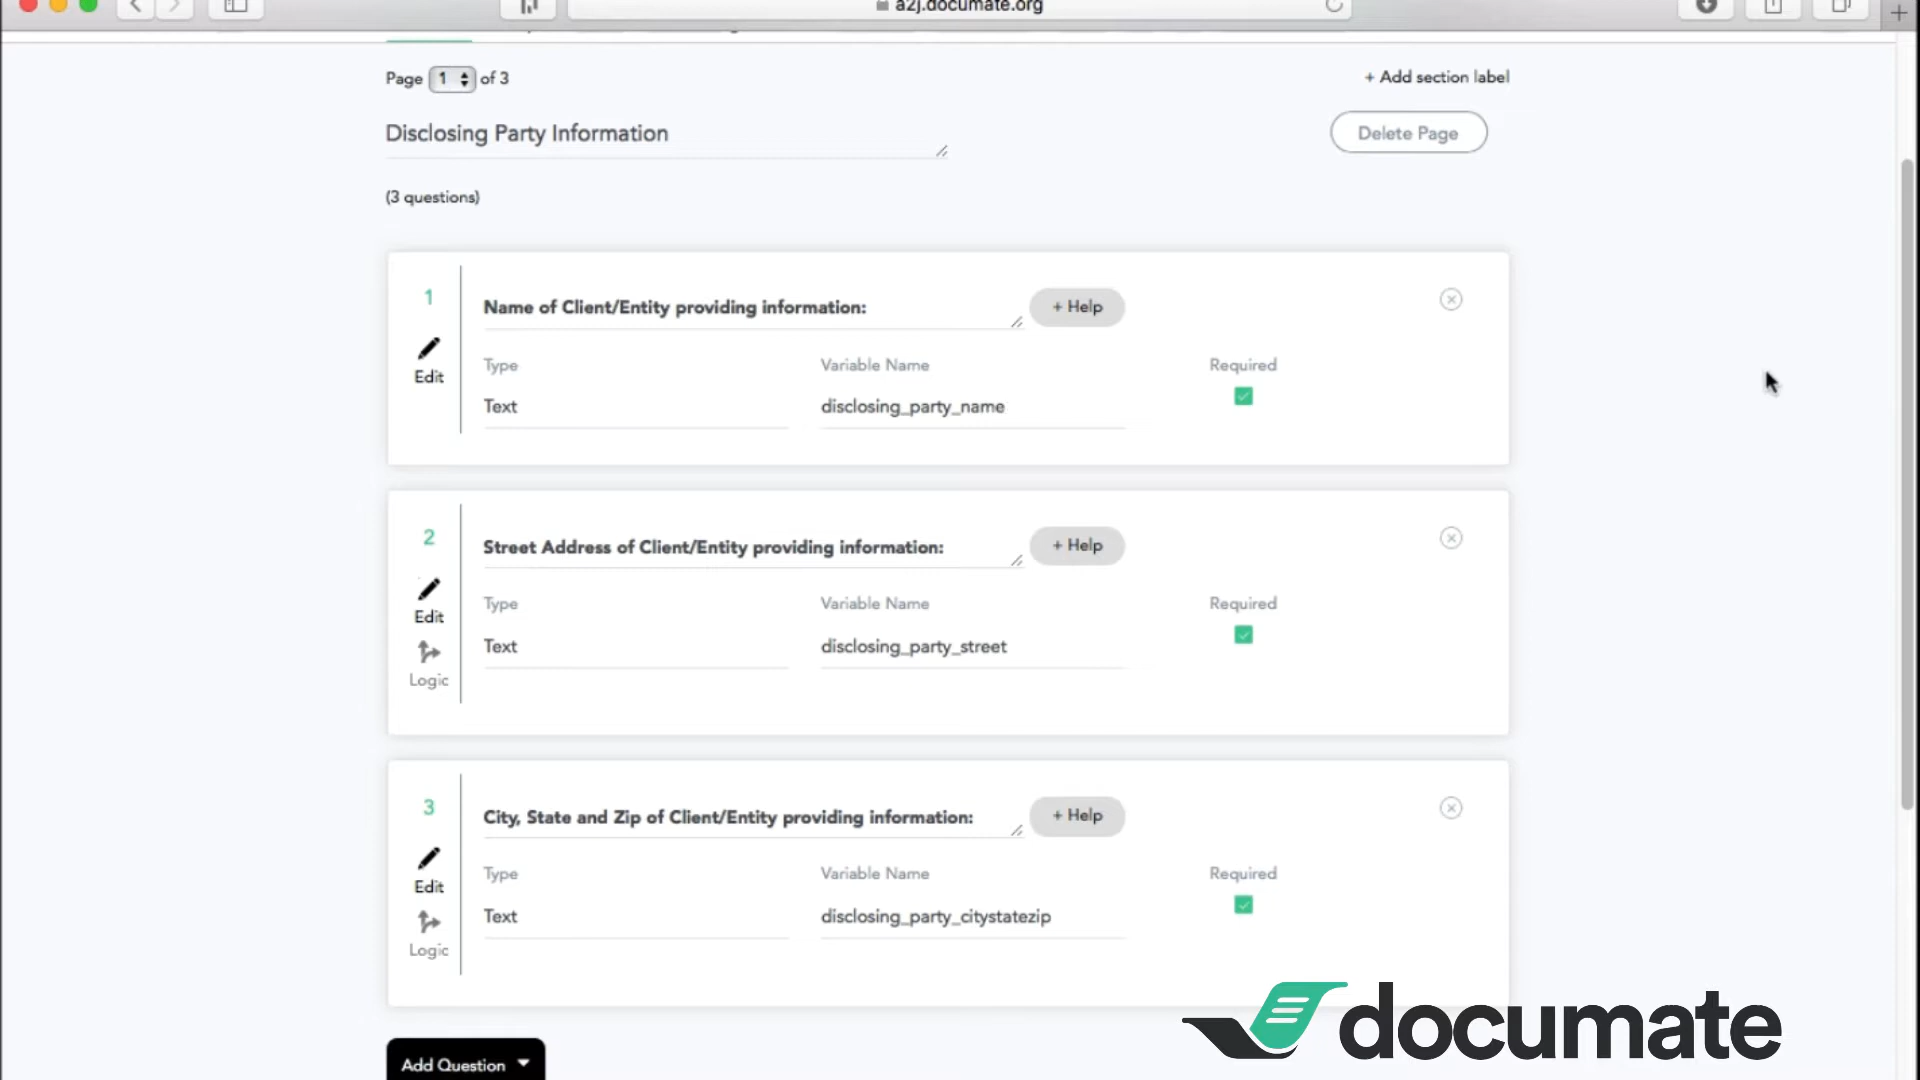 a2j.documate.org
Page 1 of 3
+ Add section label
Disclosing Party Information
Delete Page
(3 questions)
1
Name of Client/Entity providing information:
+ Help
Edit
Type
Variable Name
Required
Text
disclosing_party_name
2
Street Address of Client/Entity providing information:
+ Help
Edit
Type
Variable Name
Required
Text
disclosing_party_street
Logic
3
City, State and Zip of Client/Entity providing information:
+ Help
Edit
Type
Variable Name
Required
Text
disclosing_party_citystatezip
Logic
Add Question
documate